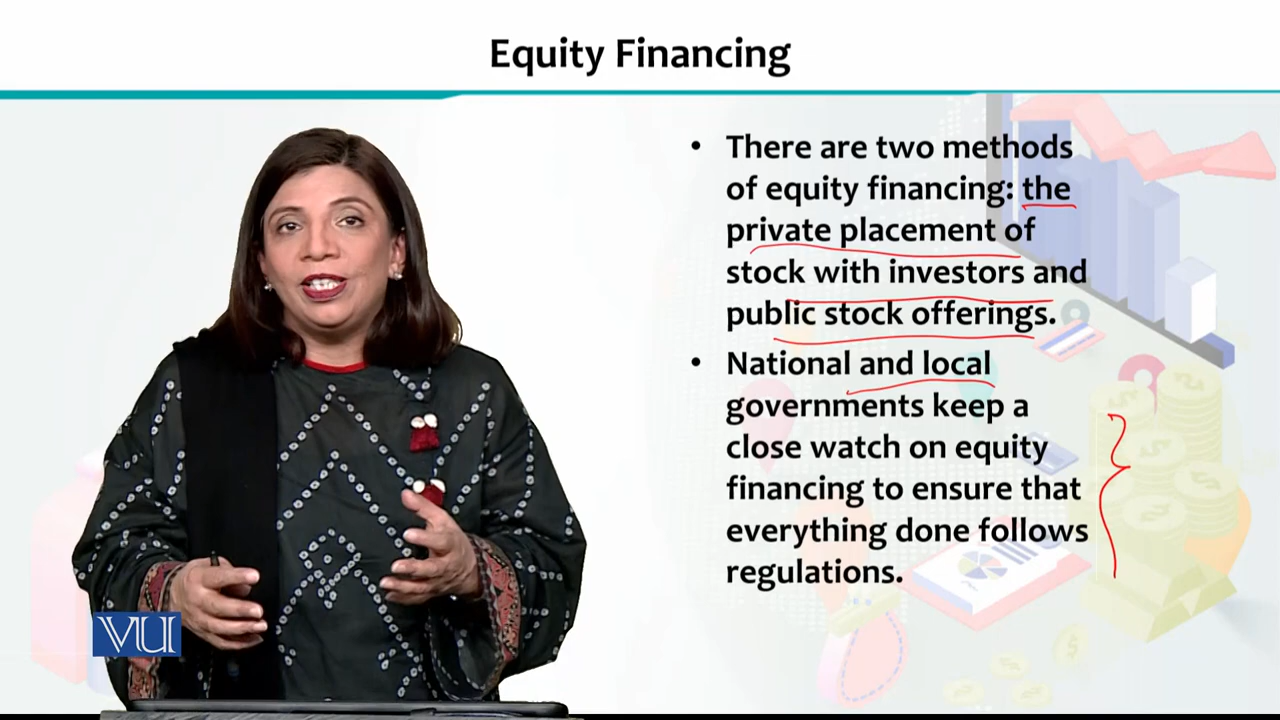 Equity Financing
• There are two methods
of equity financing: the
private placement of
stock with investors and
public stock offerings.
• National and local
governments keep a
close watch on equity
financing to ensure that
everything done follows
regulations.
VU